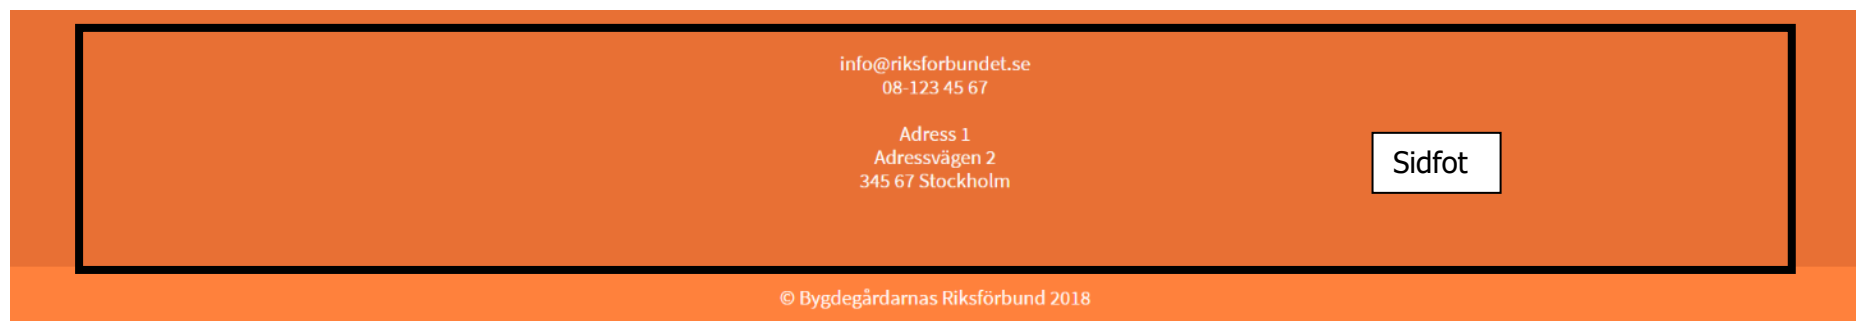 info@riksforbundet.se
08-123 45 67
Adress 1
Adressvägen 2
345 67 Stockholm
Sidfot
© Bygdegårdarnas Riksförbund 2018